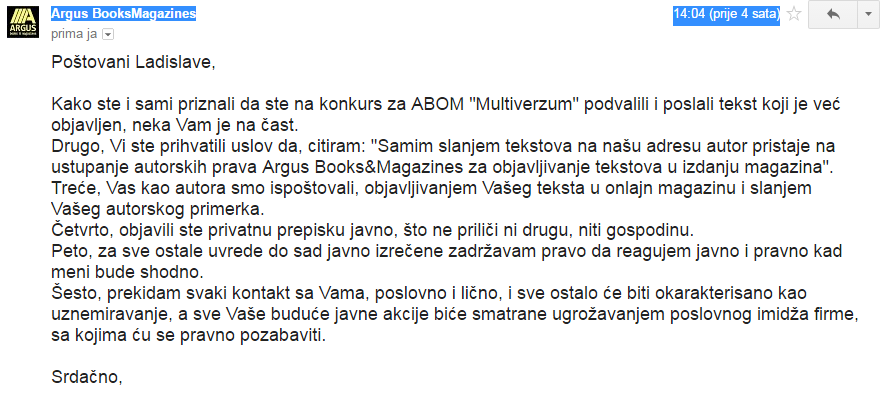 Argus BooksMagazines
14:04 (prije 4 sata)
ARGUS
prima ja
Poštovani Ladislave,
Kako ste i sami priznali da ste na konkurs za ABOM "Multiverzum" podvalili i poslali tekst koji je već
objavljen, neka Vam je na čast.
Drugo, Vi ste prihvatili uslov da, citiram: "Samim slanjem tekstova na našu adresu autor pristaje na
ustupanje autorskih prava Argus Books&Magazines za objavljivanje tekstova u izdanju magazina".
Treće, Vas kao autora smo ispoštovali, objavljivanjem Vašeg teksta u onlajn magazinu i slanjem
Vašeg autorskog primerka.
Četvrto, objavili ste privatnu prepisku javno, što ne priliči ni drugu, niti gospodinu.
Peto, za sve ostale uvrede do sad javno izrečene zadržavam pravo da reagujem javno i pravno kad
meni bude shodno.
Šesto, prekidam svaki kontakt sa Vama, poslovno i lično, i sve ostalo će biti okarakterisano kao
uznemiravanje, a sve Vaše buduće javne akcije biće smatrane ugrožavanjem poslovnog imidža firme,
sa kojima ću se pravno pozabaviti.
Srdačno,